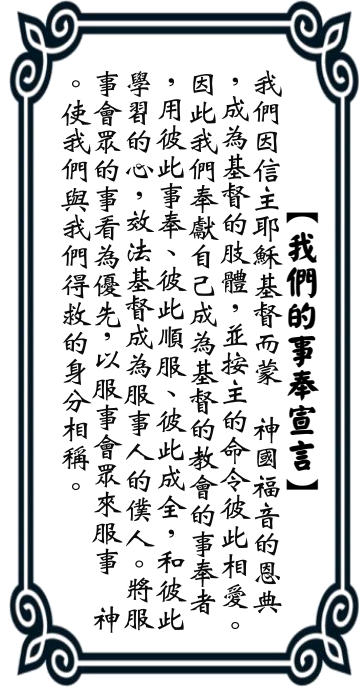 【我們的事奉宣言】
我們因信主耶穌基督而蒙　神國福音的恩典
，成為基督的肢體，並按主的命令彼此相愛。
因此我們奉獻自己成為基督的教會的事奉者
，用彼此事奉、彼此順服、彼此成全，和彼此
學習的心，效法基督成為服事人的僕人。將服
事會眾的事看為優先，以服事會眾來服事　神
。使我們與我們得救的身分相稱。